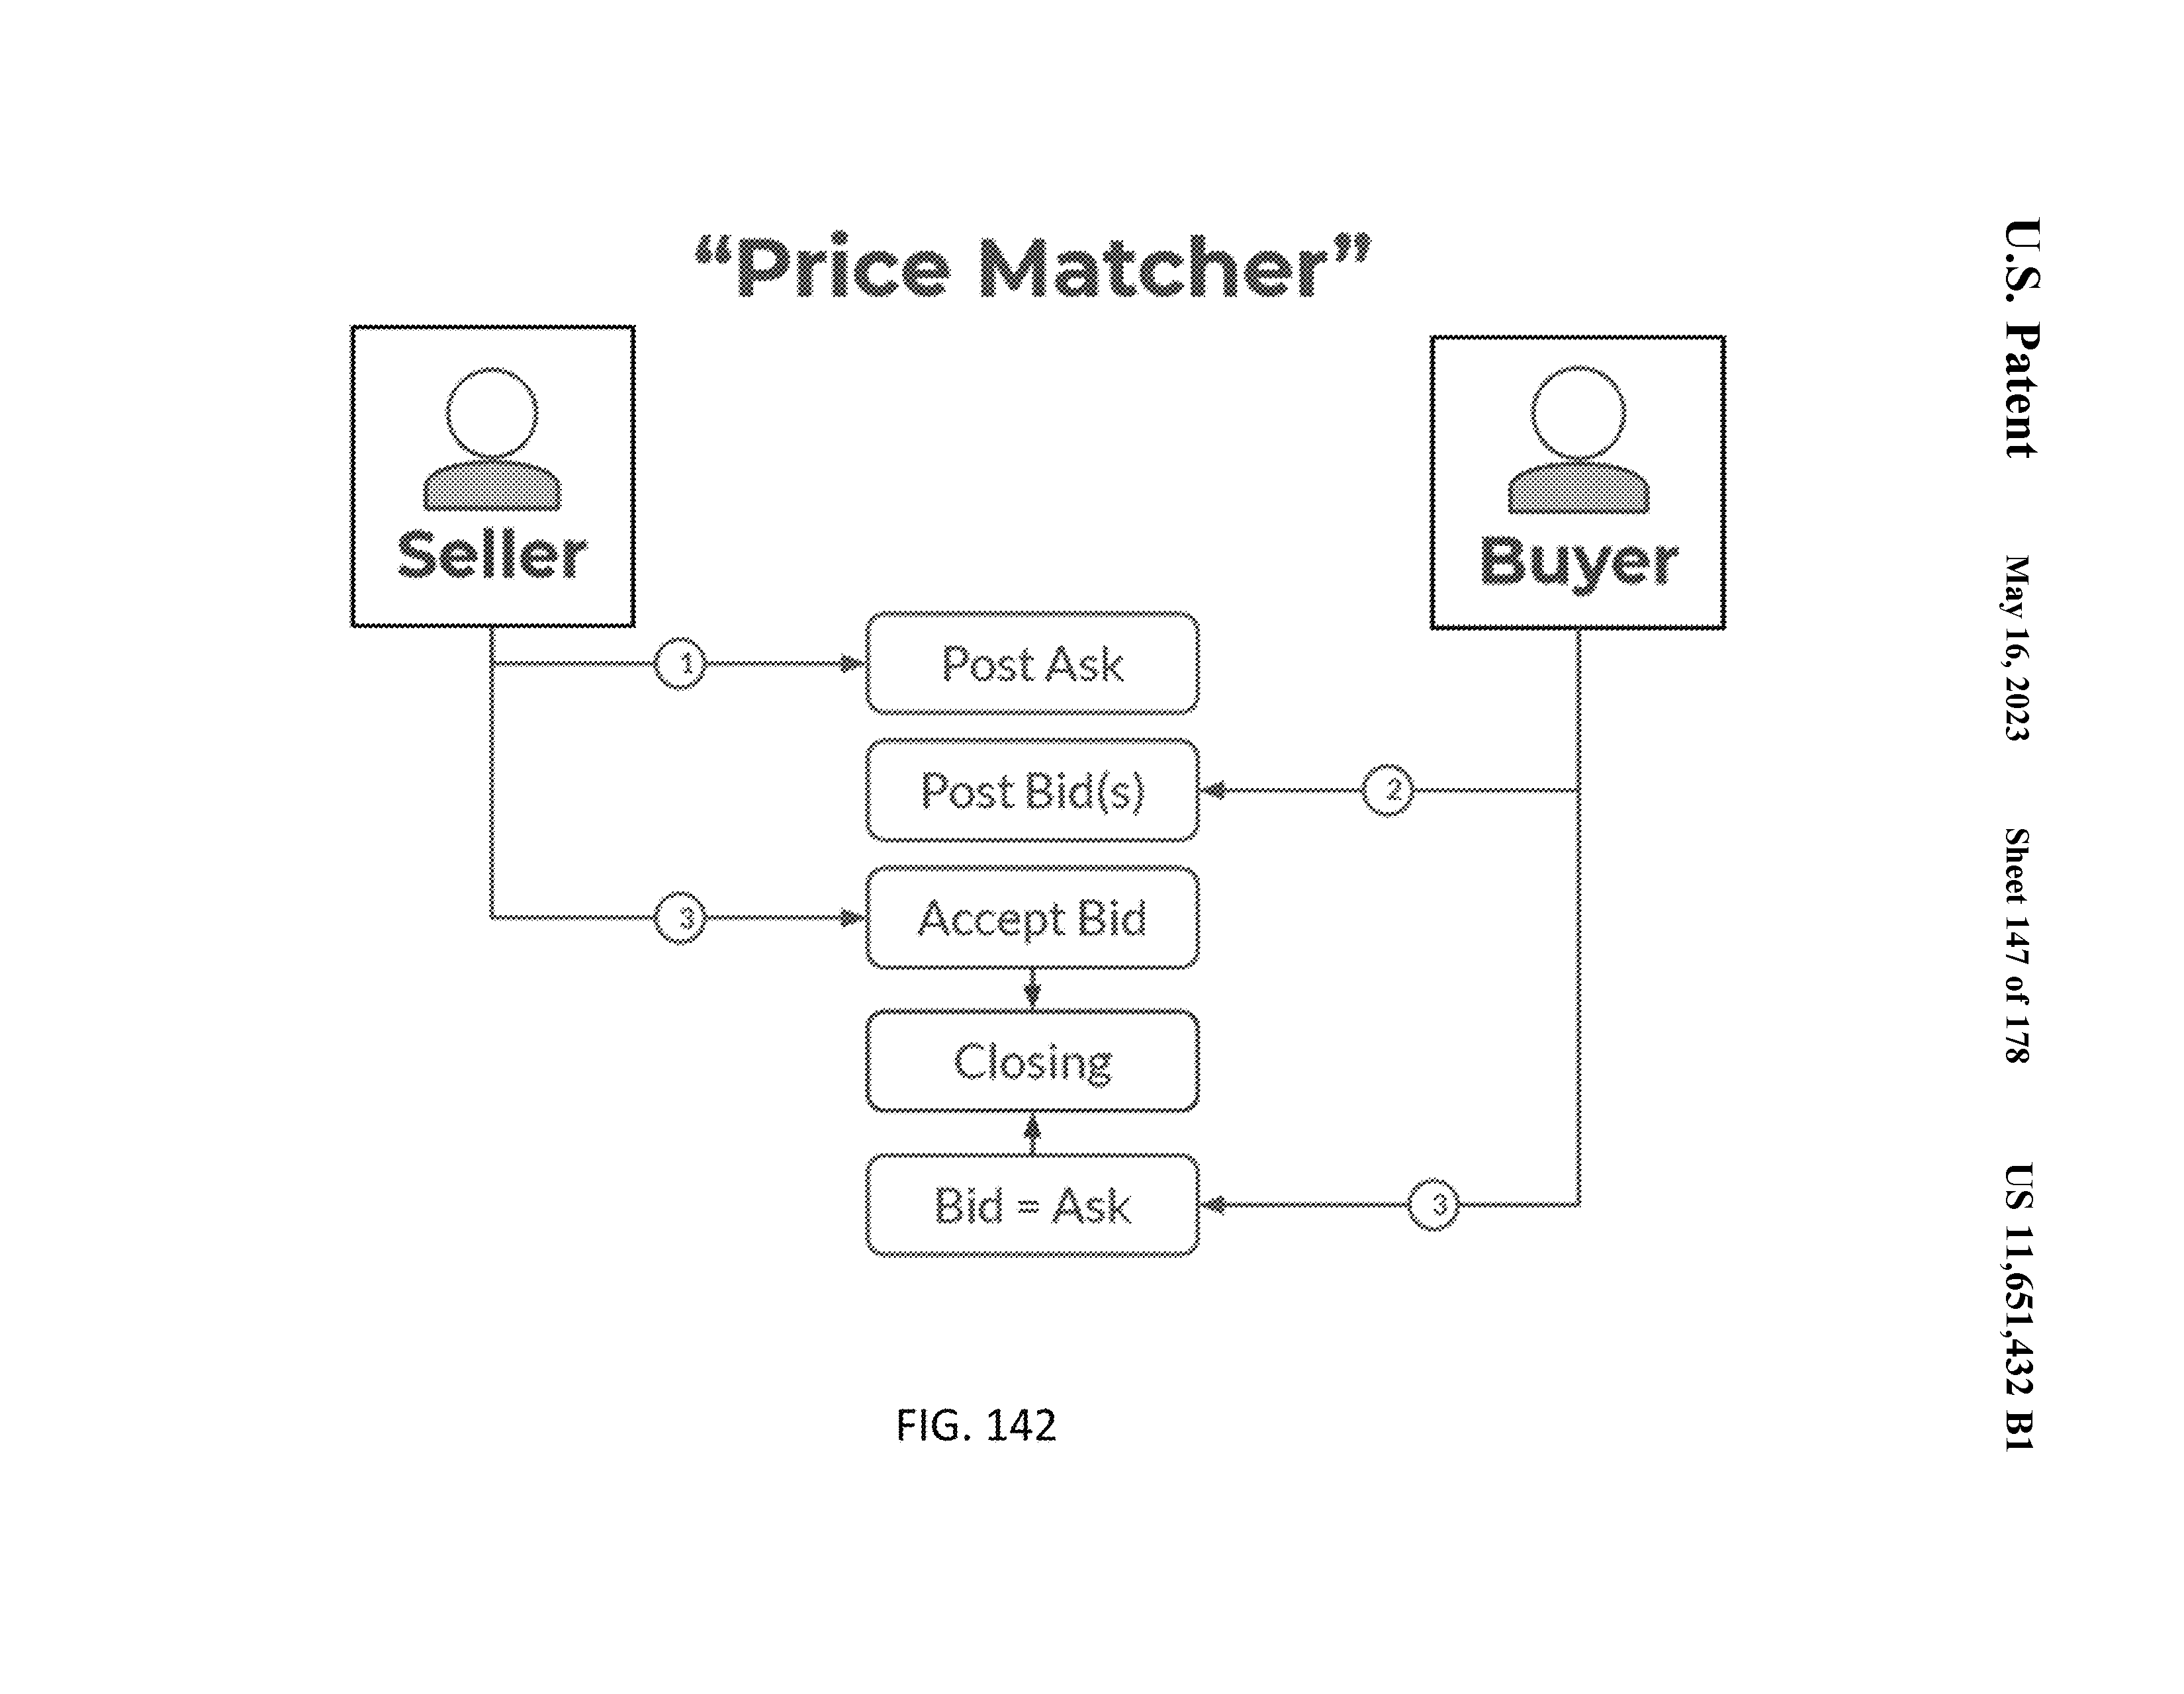 “Price Matcher”
Seller
Buyer
1
Post Ask
Post Bid(s)
2
3
Accept Bid
Closing
Bid = Ask
3
FIG. 142
U.S. Patent May 16, 2023 Sheet 147 of 178 US 11,651,432 B1